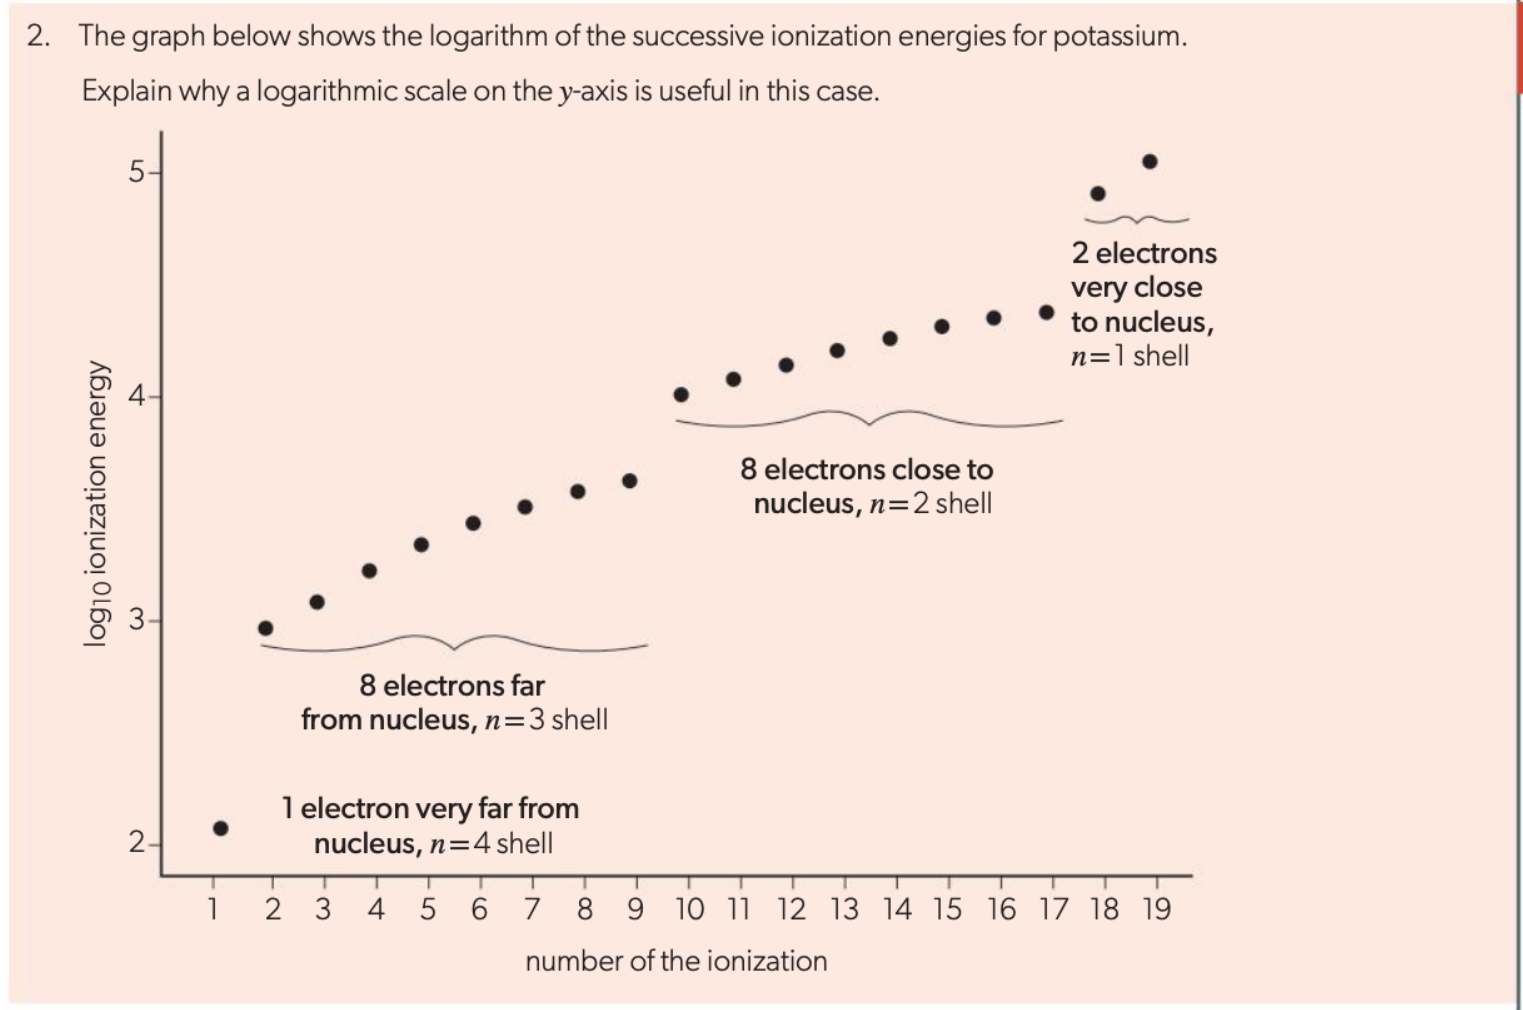 2. The graph below shows the logarithm of the successive ionization energies for potassium.
Explain why a logarithmic scale on the y-axis is useful in this case.
5
2 electrons
very close
to nucleus,
n=1 shell
4
8 electrons close to
nucleus, n=2 shell
log10 ionization energy
3
8 electrons far
from nucleus, n=3 shell
1 electron very far from
nucleus, n=4 shell
2
1 2 3 4 5 6 7 8 9 10 11 12 13 14 15 16 17 18 19
number of the ionization